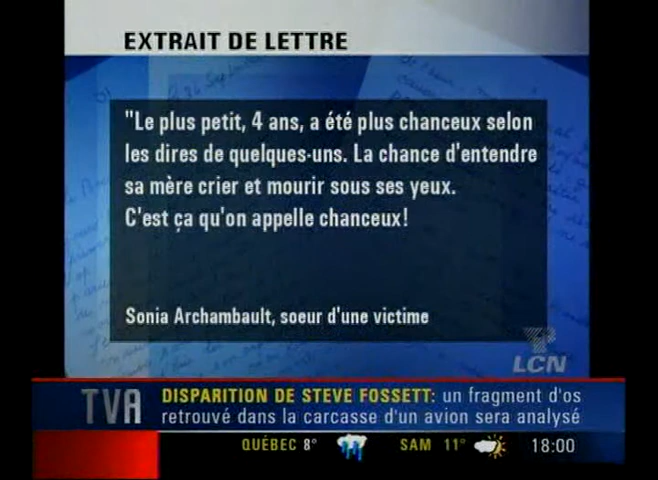 EXTRAIT DE LETTRE
"Le plus petit, 4 ans, a été plus chanceux selon
les dires de quelques-uns. La chance d'entendre
sa mère crier et mourir sous ses yeux.
C'est ça qu'on appelle chanceux!
Sonia Archambault, soeur d'une victime
LCN
TVA
DISPARITION DE STEVE FOSSETT: un fragment d'os
retrouvé dans la carcasse d'un avion sera analysé
QUÉBEC 8° SAM 11° 18:00